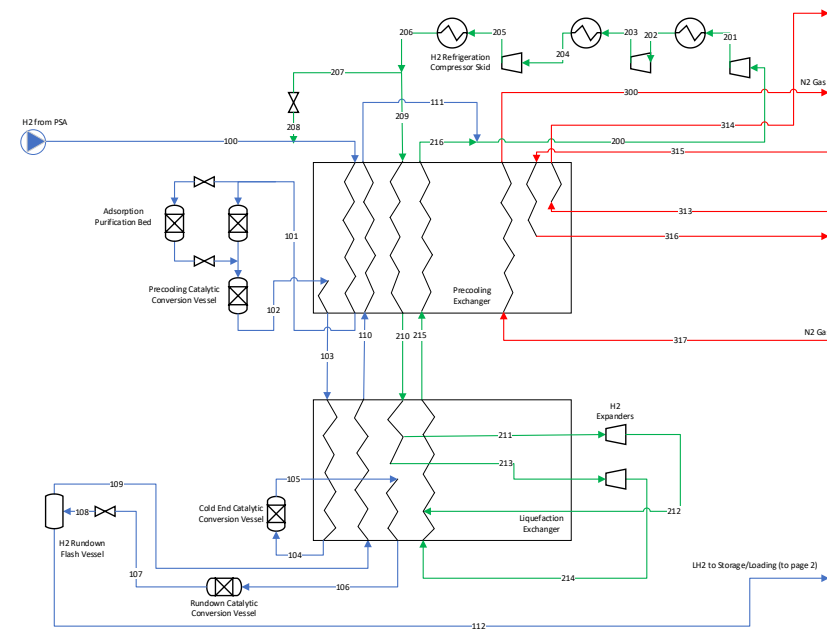 206
205
203
202
201
204
H2 Refrigeration
Compressor Skid
207
N2 Gas
300
111
209
208
314
H2 from PSA
100
216
200
315
Adsorption
Purification Bed
313
101
316
Precooling Catalytic
Conversion Vessel
Precooling
Exchanger
102
N2 Ga
103
110
210
215
317
H2
Expanders
211
213
109
105
108
Cold End Catalytic
Conversion Vessel
212
Liquefaction
Exchanger
H2 Rundown
Flash Vessel
104
107
106
214
LH2 to Storage/Loading (to page 2)
Rundown Catalytic
Conversion Vessel
112